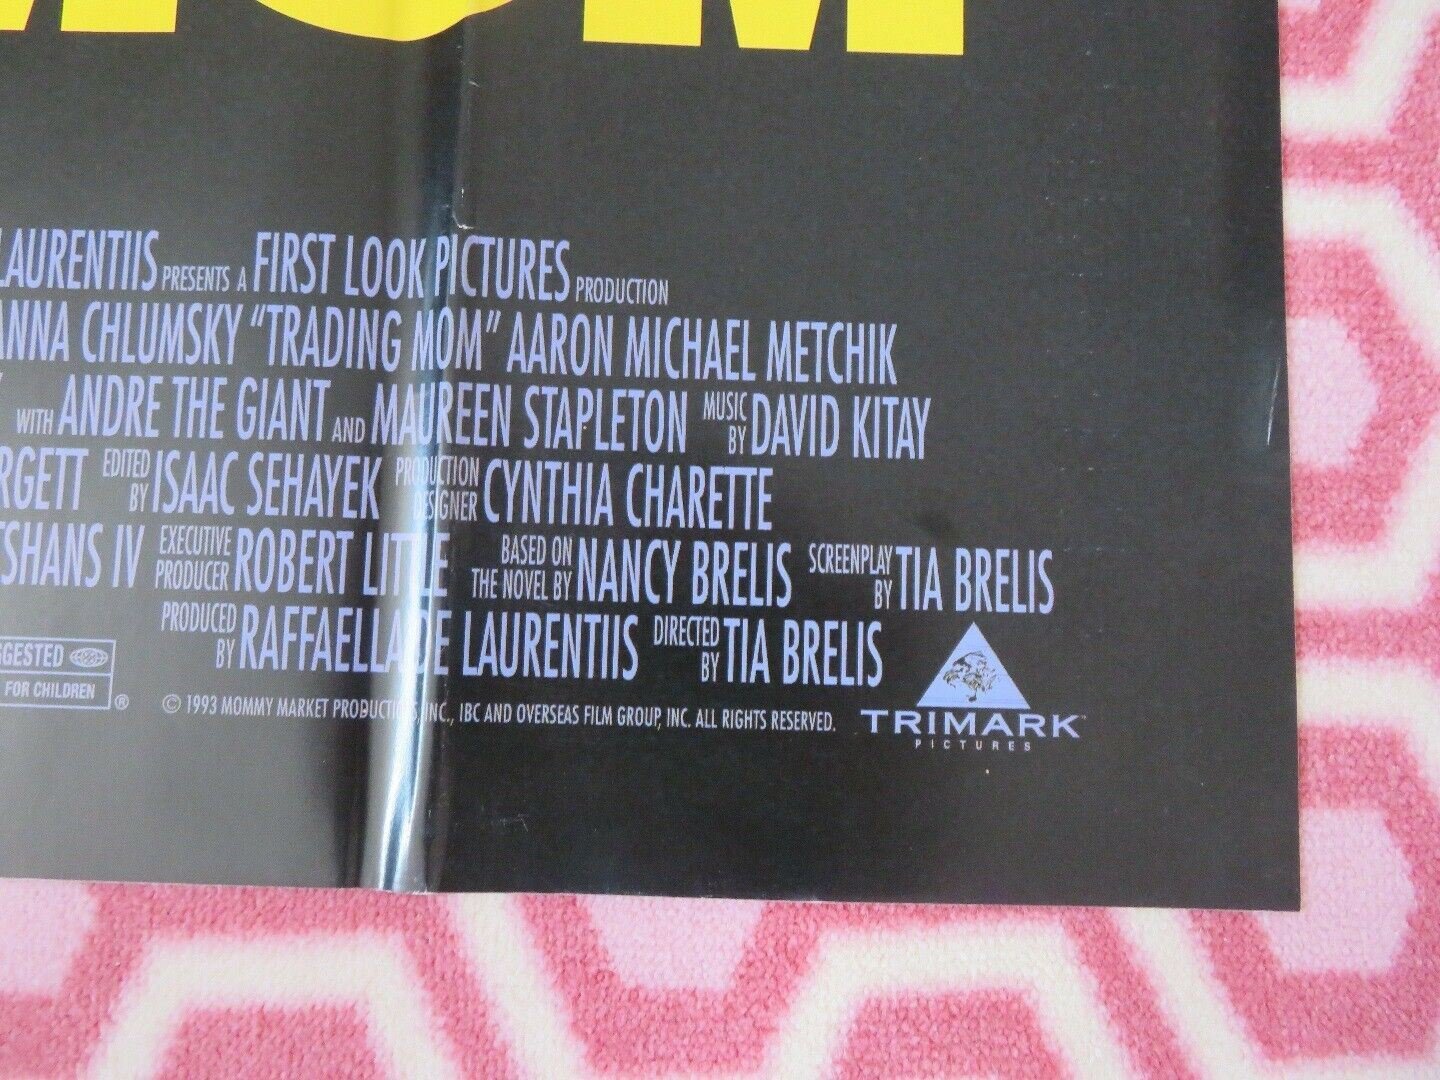 MOM
LAURENTIIS PRESENTS A FIRST LOOK PICTURES PRODUCTION
ANNA CHLUMSKY "TRADING MOM" AARON MICHAEL METCHIK
WITH ANDRE THE GIANT AND MAUREEN STAPLETON MUSIC BY DAVID KITAY
RGETT EDITED BY ISAAC SEHAYEK PRODUCTION DESIGNER CYNTHIA CHARETTE
SHANS IV EXECUTIVE PRODUCER ROBERT LITTLE BASED ON THE NOVEL BY NANCY BRELIS SCREENPLAY BY TIA BRELIS
PRODUCED BY RAFFAELLA DE LAURENTIIS DIRECTED BY TIA BRELIS
GGESTED
FOR CHILDREN ®
© 1993 MOMMY MARKET PRODUCTIONS, INC., IBC AND OVERSEAS FILM GROUP, INC. ALL RIGHTS RESERVED.
TRIMARK
PICTURES